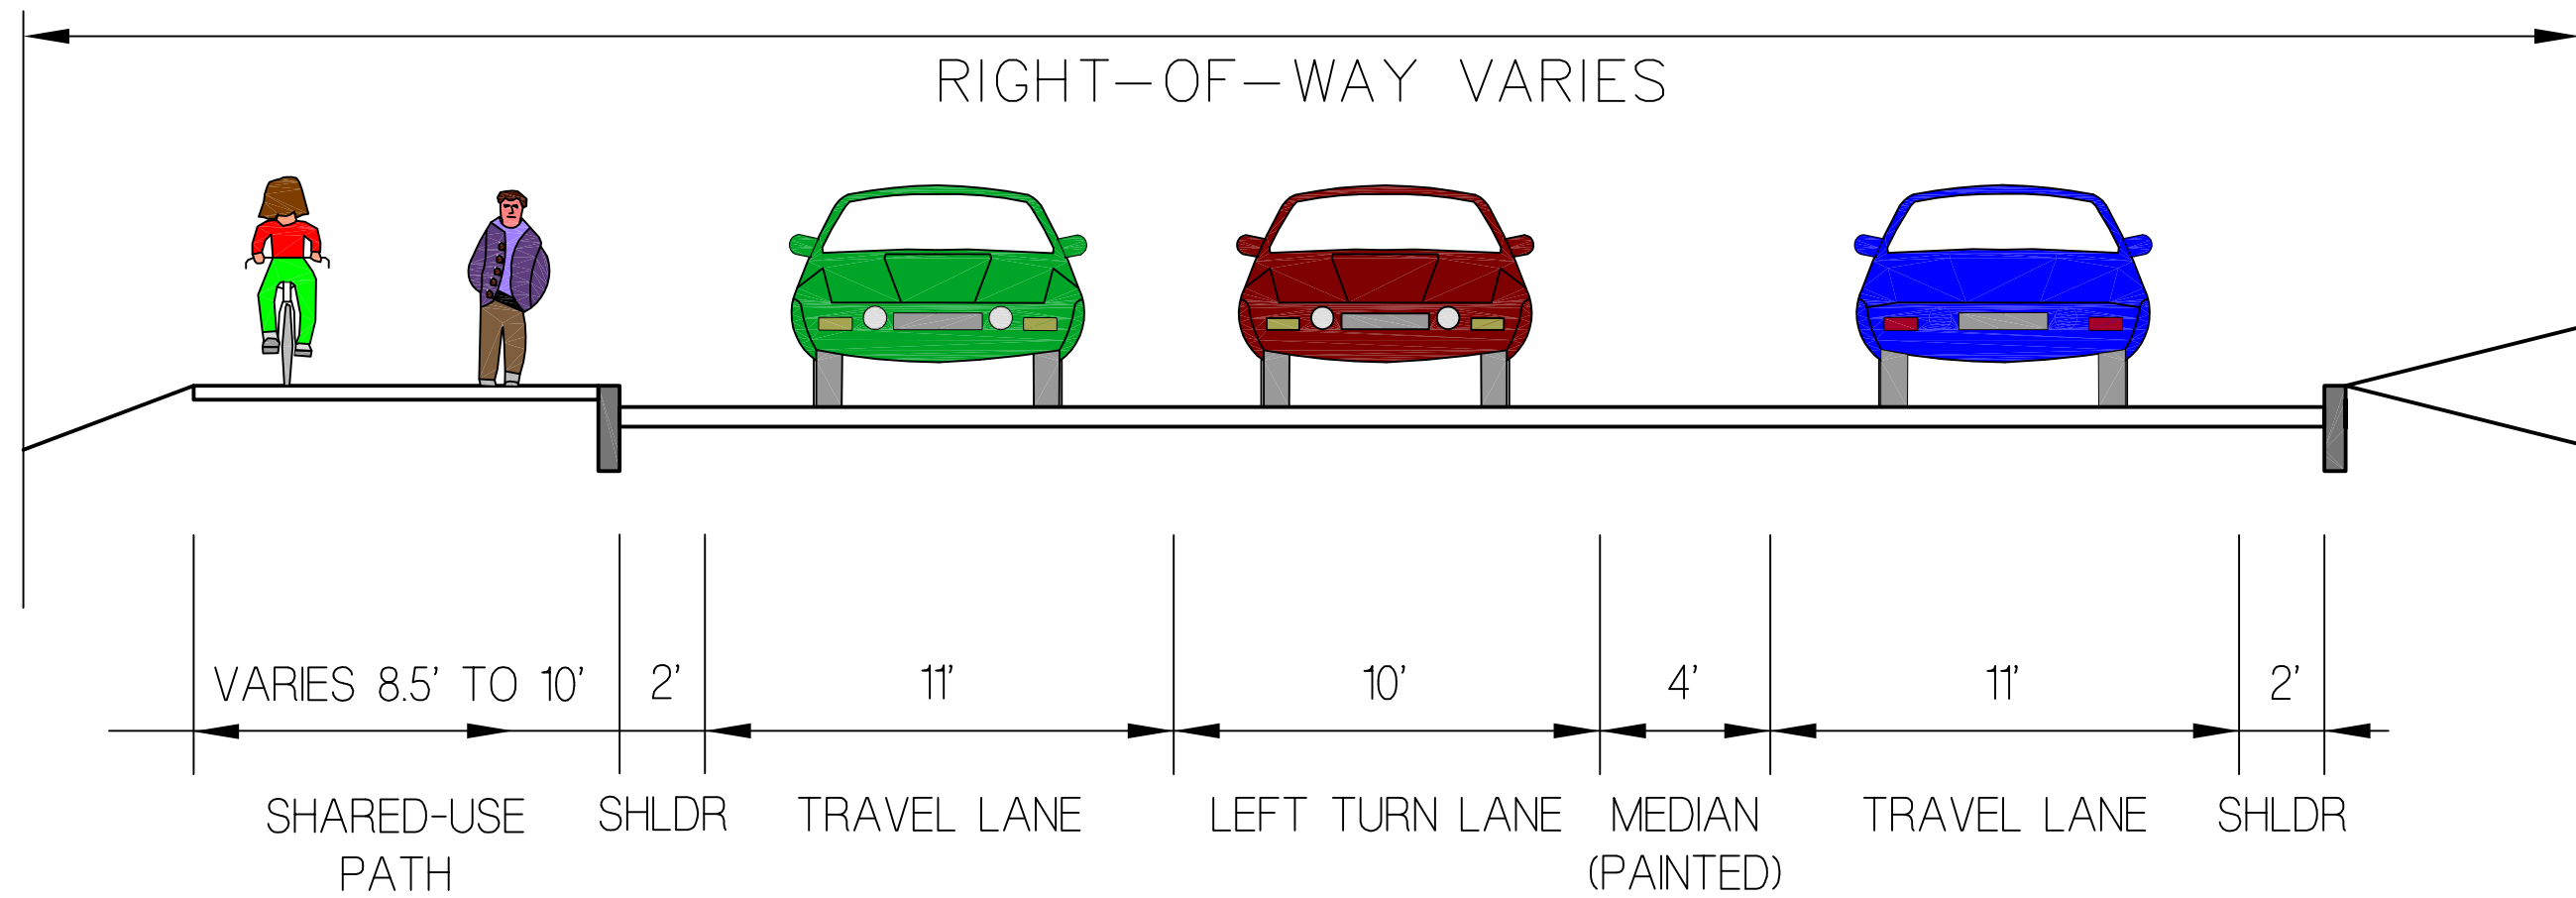 RIGHT-OF-WAY VARIES
VARIES 8.5' TO 10' 2' 11' 10' 4' 11' 2'
SHARED-USE SHLDR TRAVEL LANE LEFT TURN LANE MEDIAN TRAVEL LANE SHLDR
PATH (PAINTED)